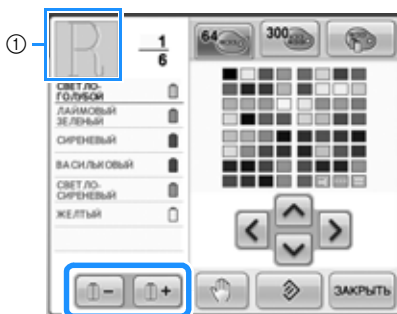 ①
R
1
6
64
300
СВЕТЛО-
ГОЛУБОЙ
ЛАЙМОВЫЙ
ЗЕЛЕНЫЙ
СИРЕНЕВЫЙ
ВАСИЛЬКОВЫЙ
СВЕТЛО-
СИРЕНЕВЫЙ
ЖЕЛТЫЙ
- +
ЗАКРЫТЬ